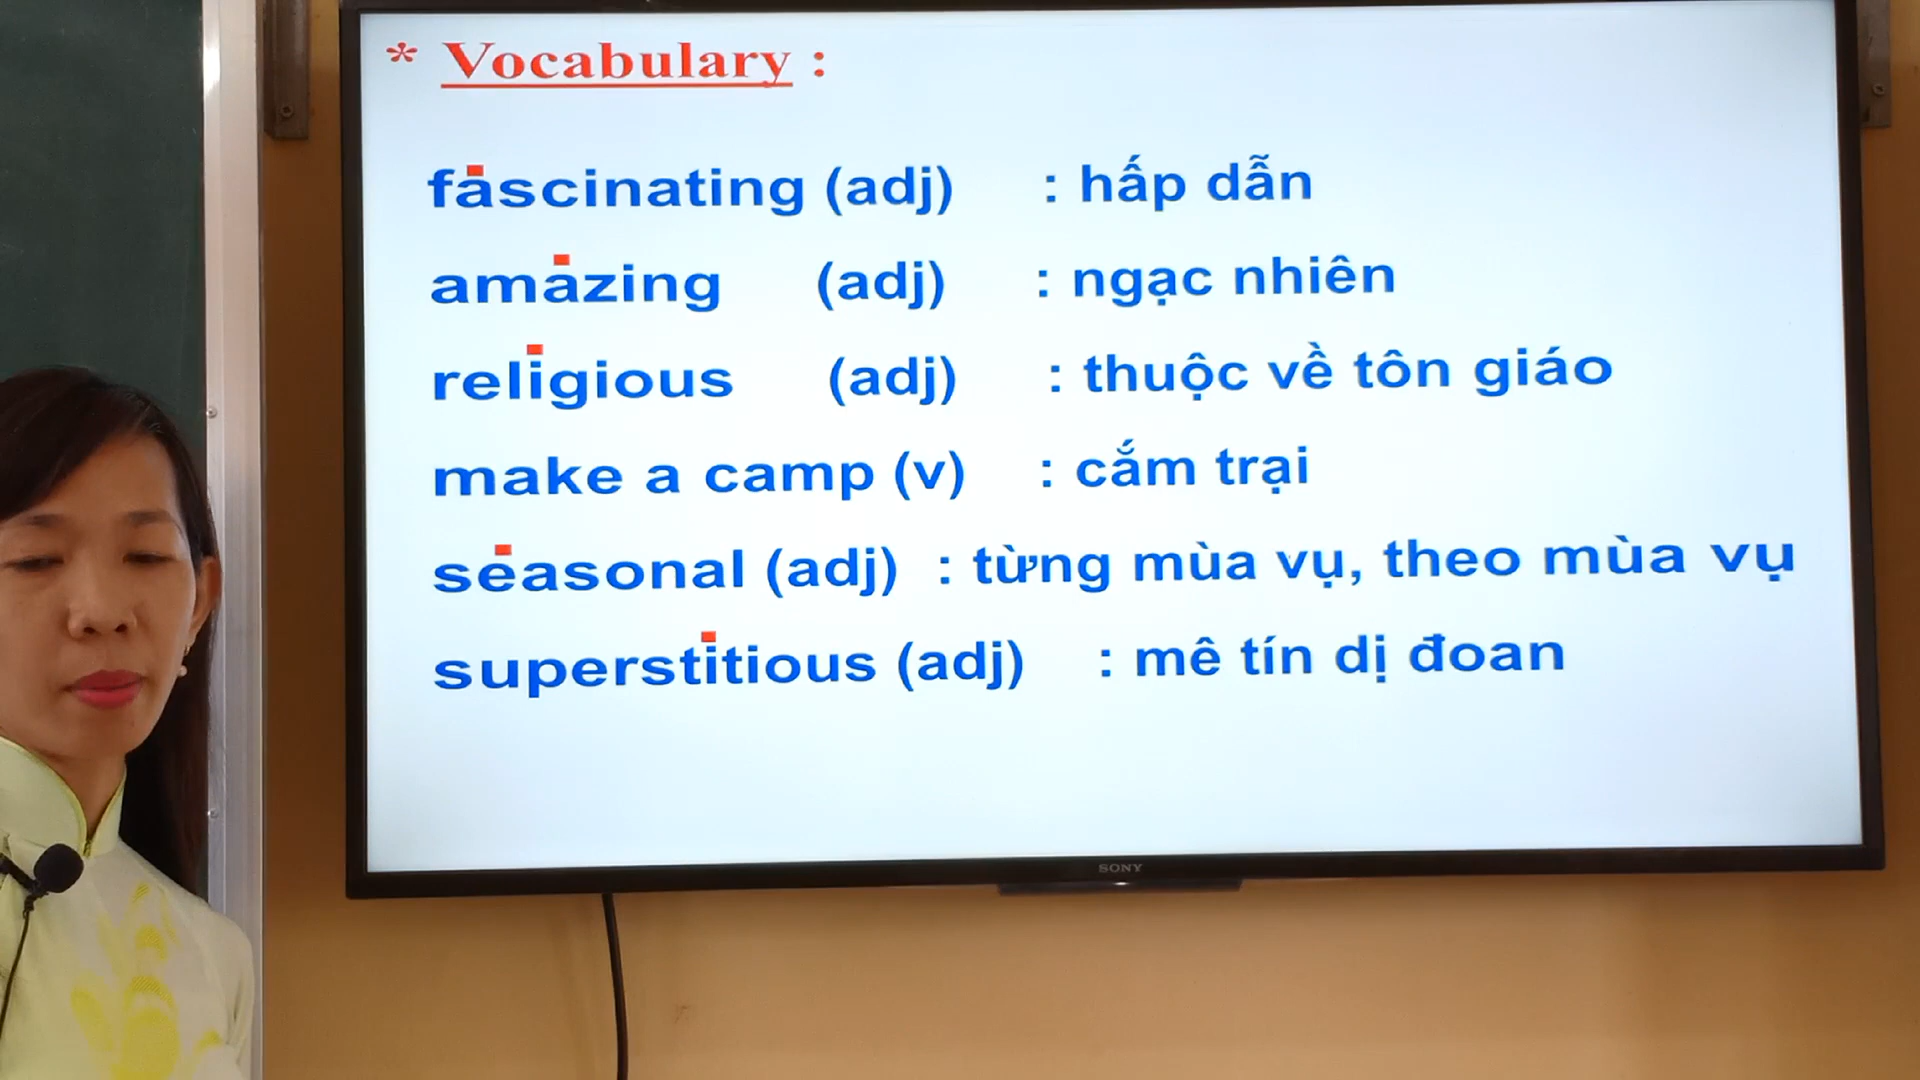 * Vocabulary :
fascinating (adj) : hấp dẫn
amazing (adj) : ngạc nhiên
religious (adj) : thuộc về tôn giáo
make a camp (v) : cắm trại
seasonal (adj) : từng mùa vụ, theo mùa vụ
superstitious (adj) : mê tín dị đoan
SONY